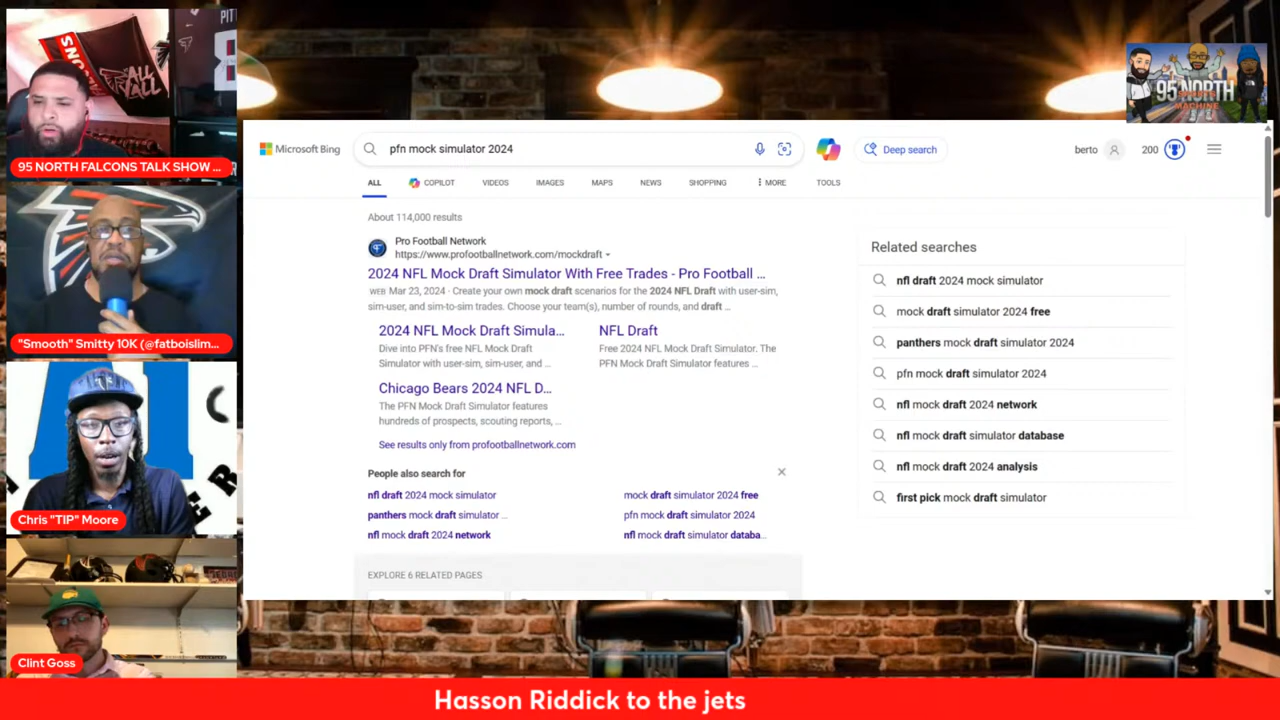 PIT
8
ONS
ALL
Y'ALL
95 NORTH FALCONS TALK SHOW ...
"Smooth" Smitty 10K (@fatboislim...
Chris "TIP" Moore
Clint Goss
95 NORTH
MACHINE
Microsoft Bing
pfn mock simulator 2024
Deep search
berto
200
ALL
COPILOT
VIDEOS
IMAGES
MAPS
NEWS
SHOPPING
MORE
TOOLS
About 114,000 results
Pro Football Network
https://www.profootballnetwork.com/mockdraft
2024 NFL Mock Draft Simulator With Free Trades - Pro Football ...
WEB Mar 23, 2024 · Create your own mock draft scenarios for the 2024 NFL Draft with user-sim,
sim-user, and sim-to-sim trades. Choose your team(s), number of rounds, and draft ...
2024 NFL Mock Draft Simula...
Dive into PFN's free NFL Mock Draft
Simulator with user-sim, sim-user, and ...
NFL Draft
Free 2024 NFL Mock Draft Simulator. The
PFN Mock Draft Simulator features ...
Chicago Bears 2024 NFL D...
The PFN Mock Draft Simulator features
hundreds of prospects, scouting reports, ...
See results only from profootballnetwork.com
People also search for
nfl draft 2024 mock simulator
mock draft simulator 2024 free
panthers mock draft simulator ...
pfn mock draft simulator 2024
nfl mock draft 2024 network
nfl mock draft simulator databa...
EXPLORE 6 RELATED PAGES
Related searches
nfl draft 2024 mock simulator
mock draft simulator 2024 free
panthers mock draft simulator 2024
pfn mock draft simulator 2024
nfl mock draft 2024 network
nfl mock draft simulator database
nfl mock draft 2024 analysis
first pick mock draft simulator
Hasson Riddick to the jets